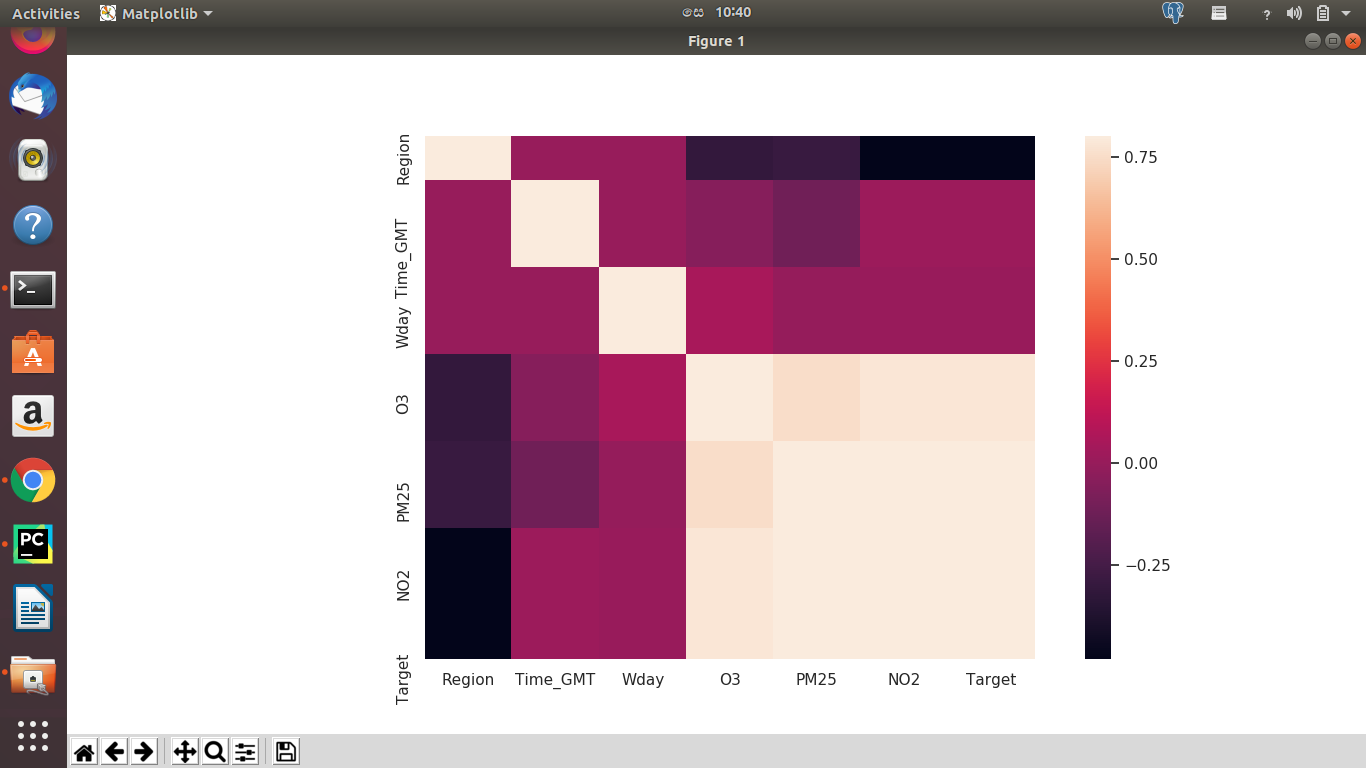 Activities Matplotlib සෙ 10:40 ?
Figure 1
Region
Time_GMT
Wday
O3
PM25
NO2
Target
Region Time_GMT Wday O3 PM25 NO2 Target
0.75
0.50
0.25
0.00
−0.25
?
>_
A
a
PC